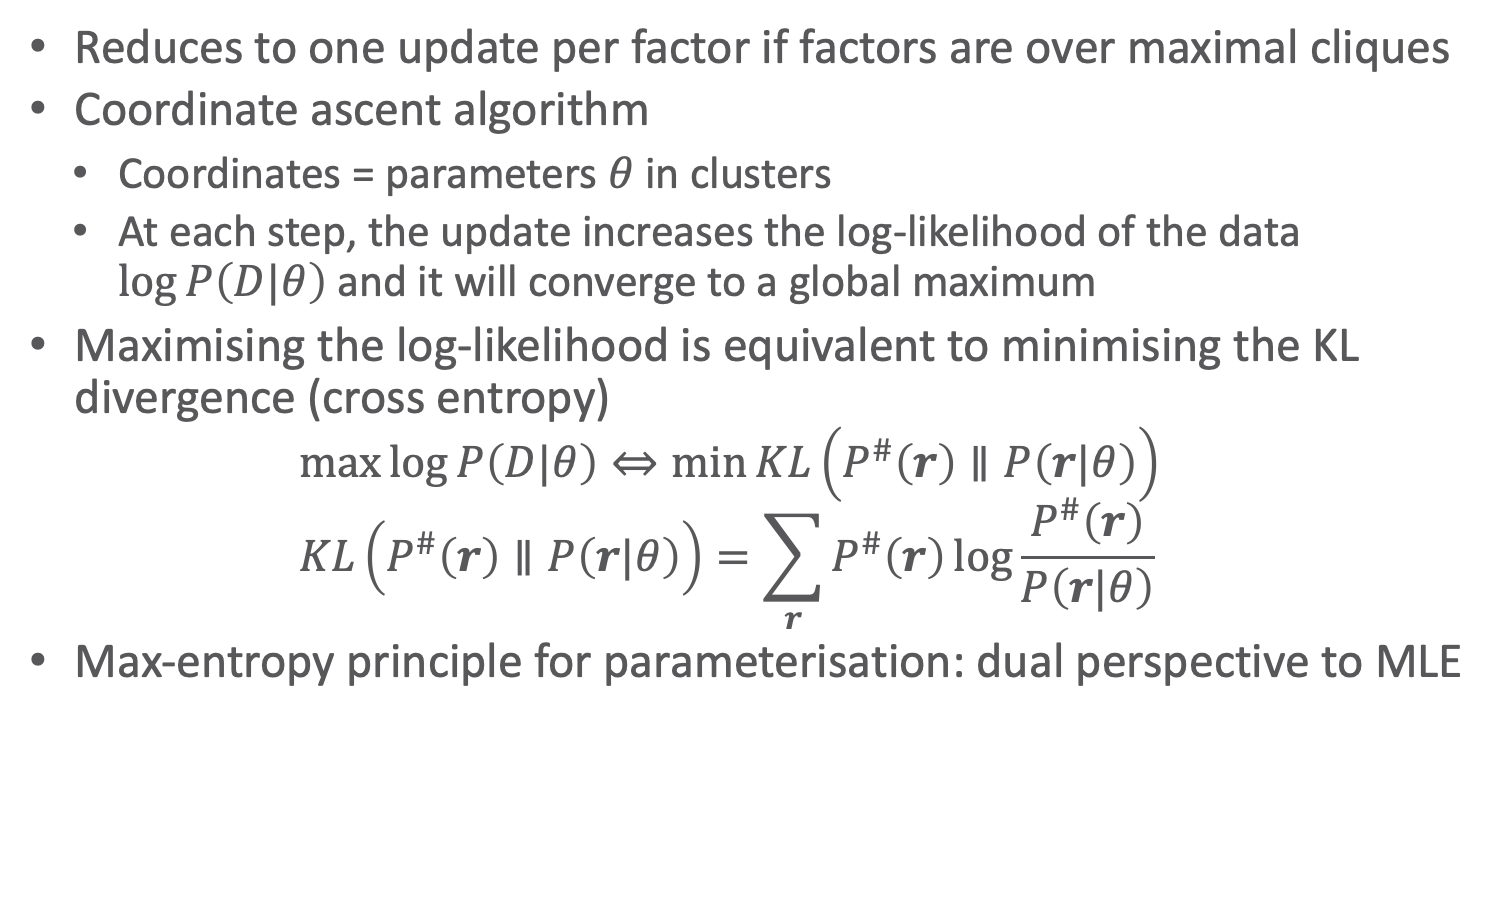 • Reduces to one update per factor if factors are over maximal cliques
• Coordinate ascent algorithm
• Coordinates = parameters 𝜃 in clusters
• At each step, the update increases the log-likelihood of the data
log 𝑃(𝐷|𝜃) and it will converge to a global maximum
• Maximising the log-likelihood is equivalent to minimising the KL
divergence (cross entropy)
max log 𝑃(𝐷|𝜃) ⇔ min 𝐾𝐿(𝑃#(𝒓) ∥ 𝑃(𝒓|𝜃))
𝐾𝐿(𝑃#(𝒓) ∥ 𝑃(𝒓|𝜃)) = ∑𝒓 𝑃#(𝒓) log 𝑃#(𝒓) / 𝑃(𝒓|𝜃)
• Max-entropy principle for parameterisation: dual perspective to MLE